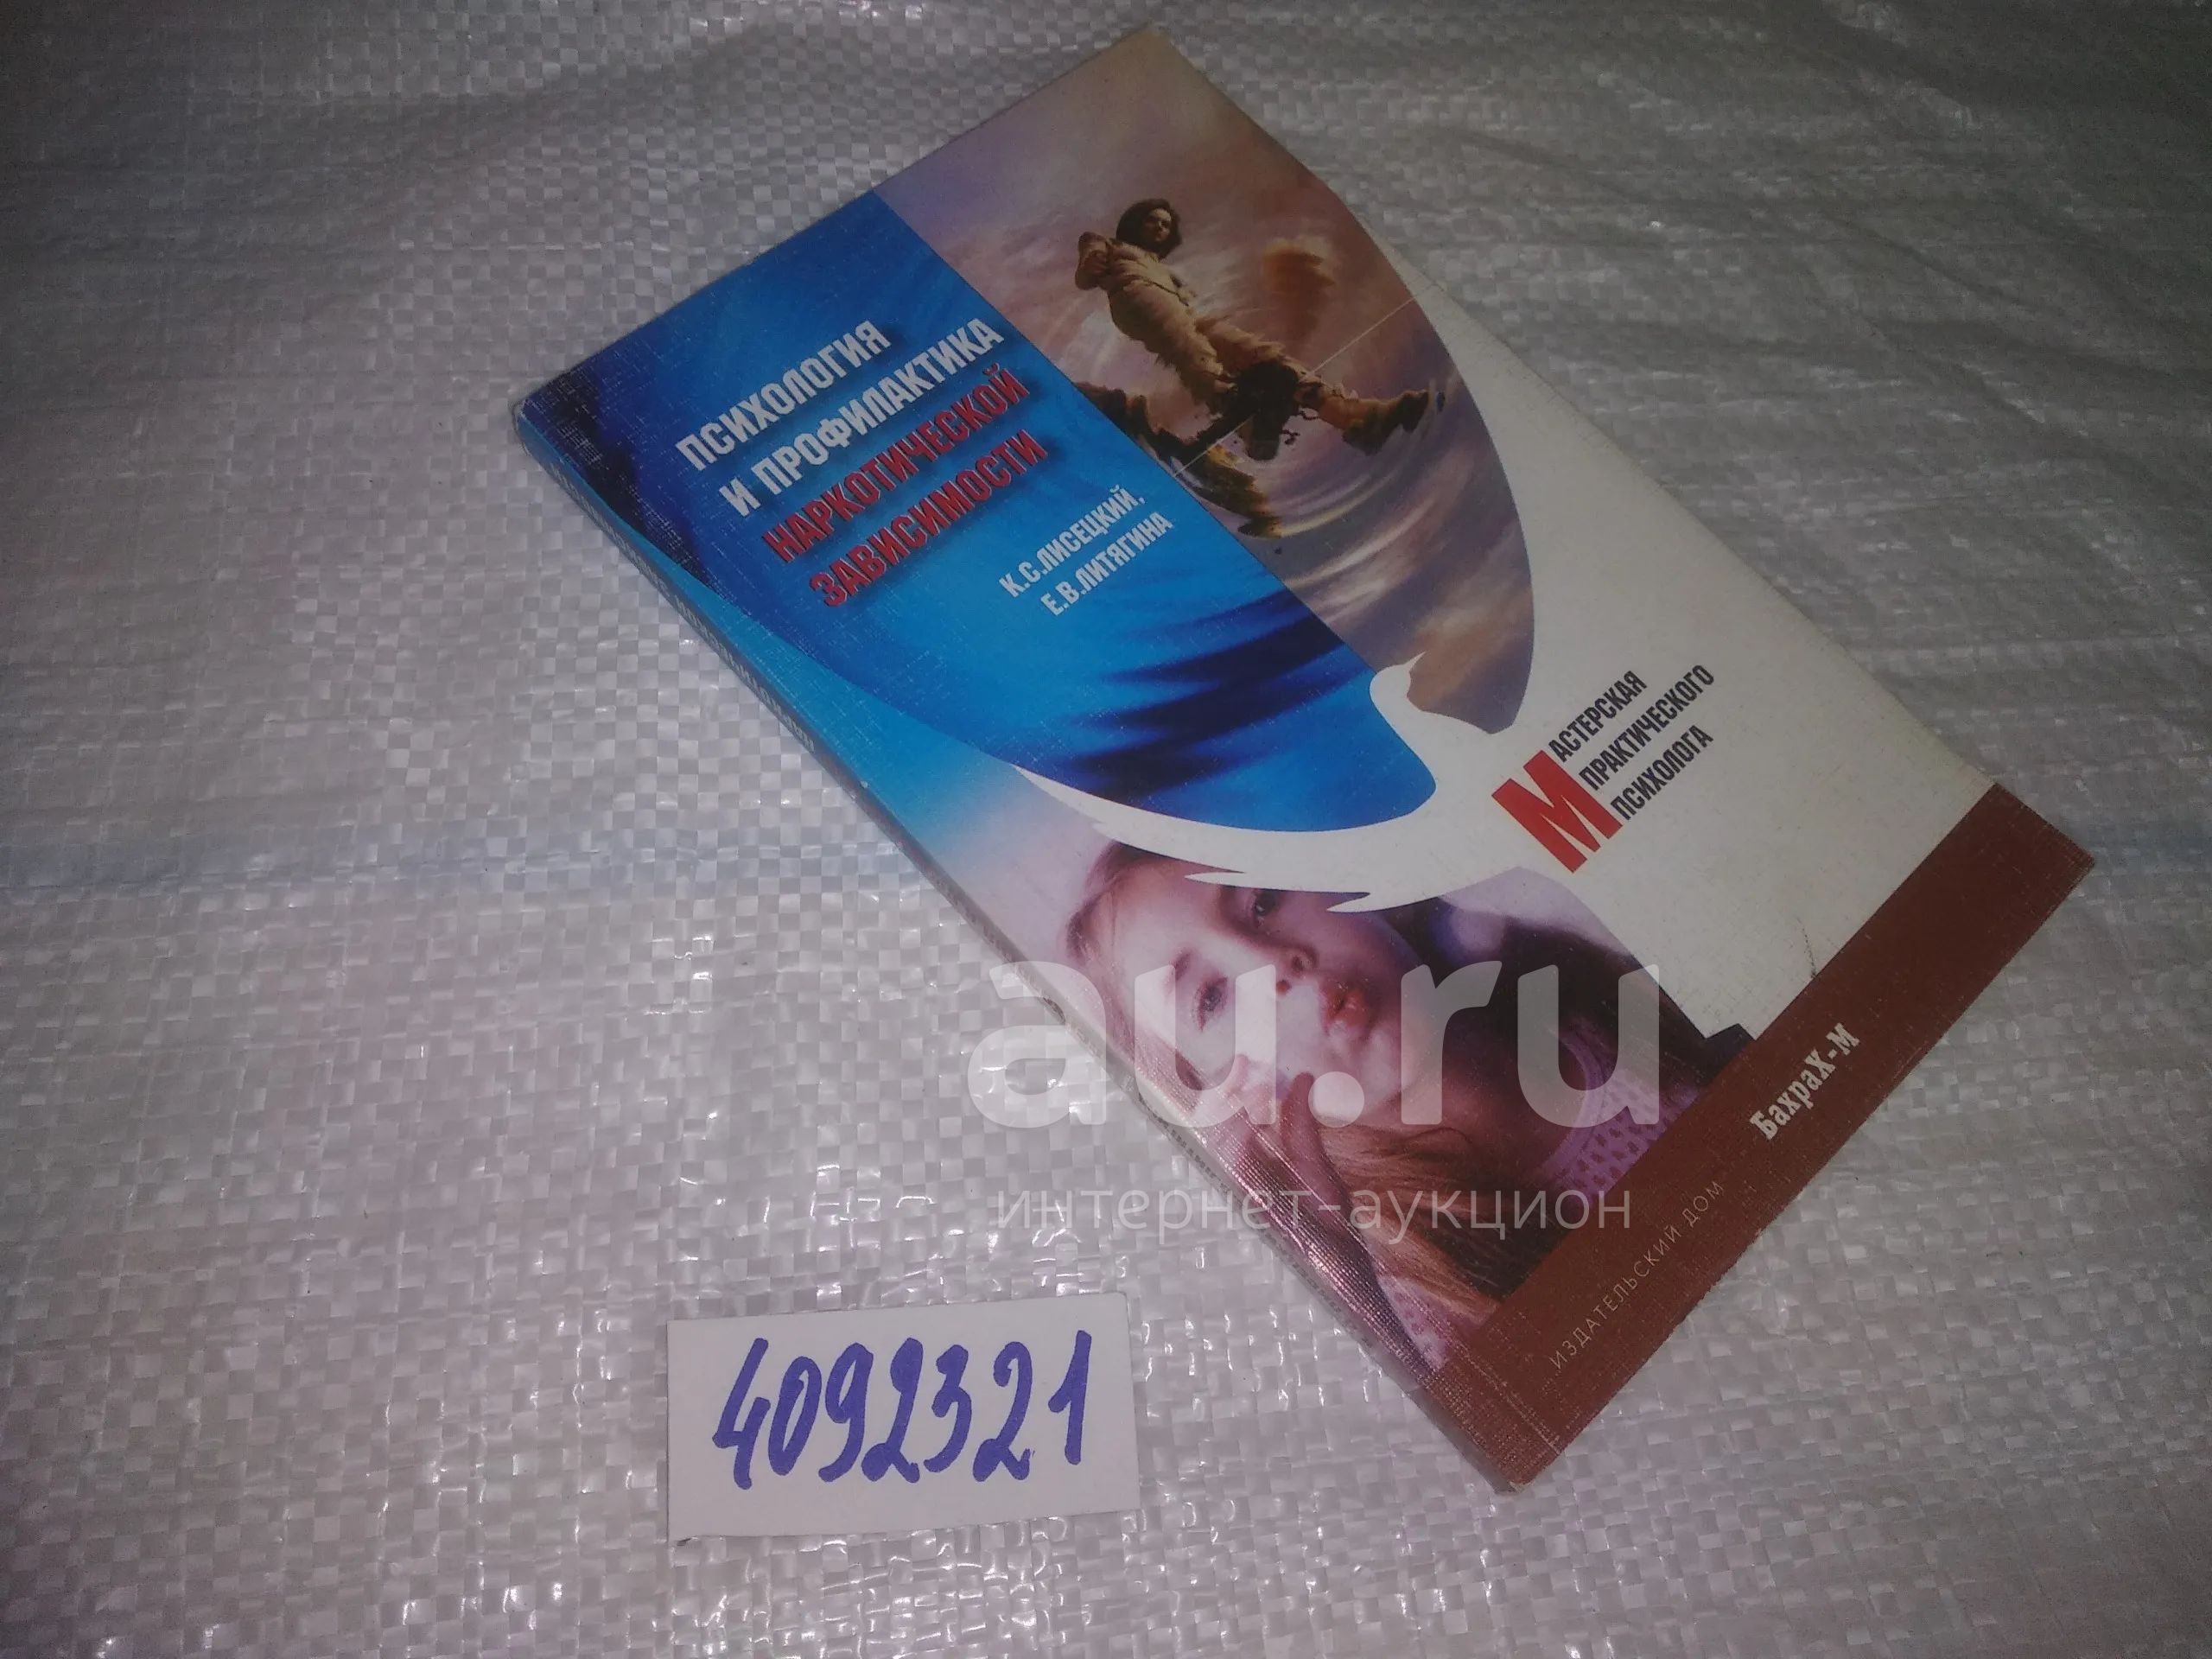 ПСИХОЛОГИЯ
И ПРОФИЛАКТИКА
НАРКОТИЧЕСКОЙ
ЗАВИСИМОСТИ
К.С.ЛИСЕЦКИЙ,
Е.В.ЛИТЯГИНА
МАСТЕРСКАЯ
ПРАКТИЧЕСКОГО
ПСИХОЛОГА
ИЗДАТЕЛЬСКИЙ ДОМ
БахраХ-М
au.ru
интернет-аукцион
4092321